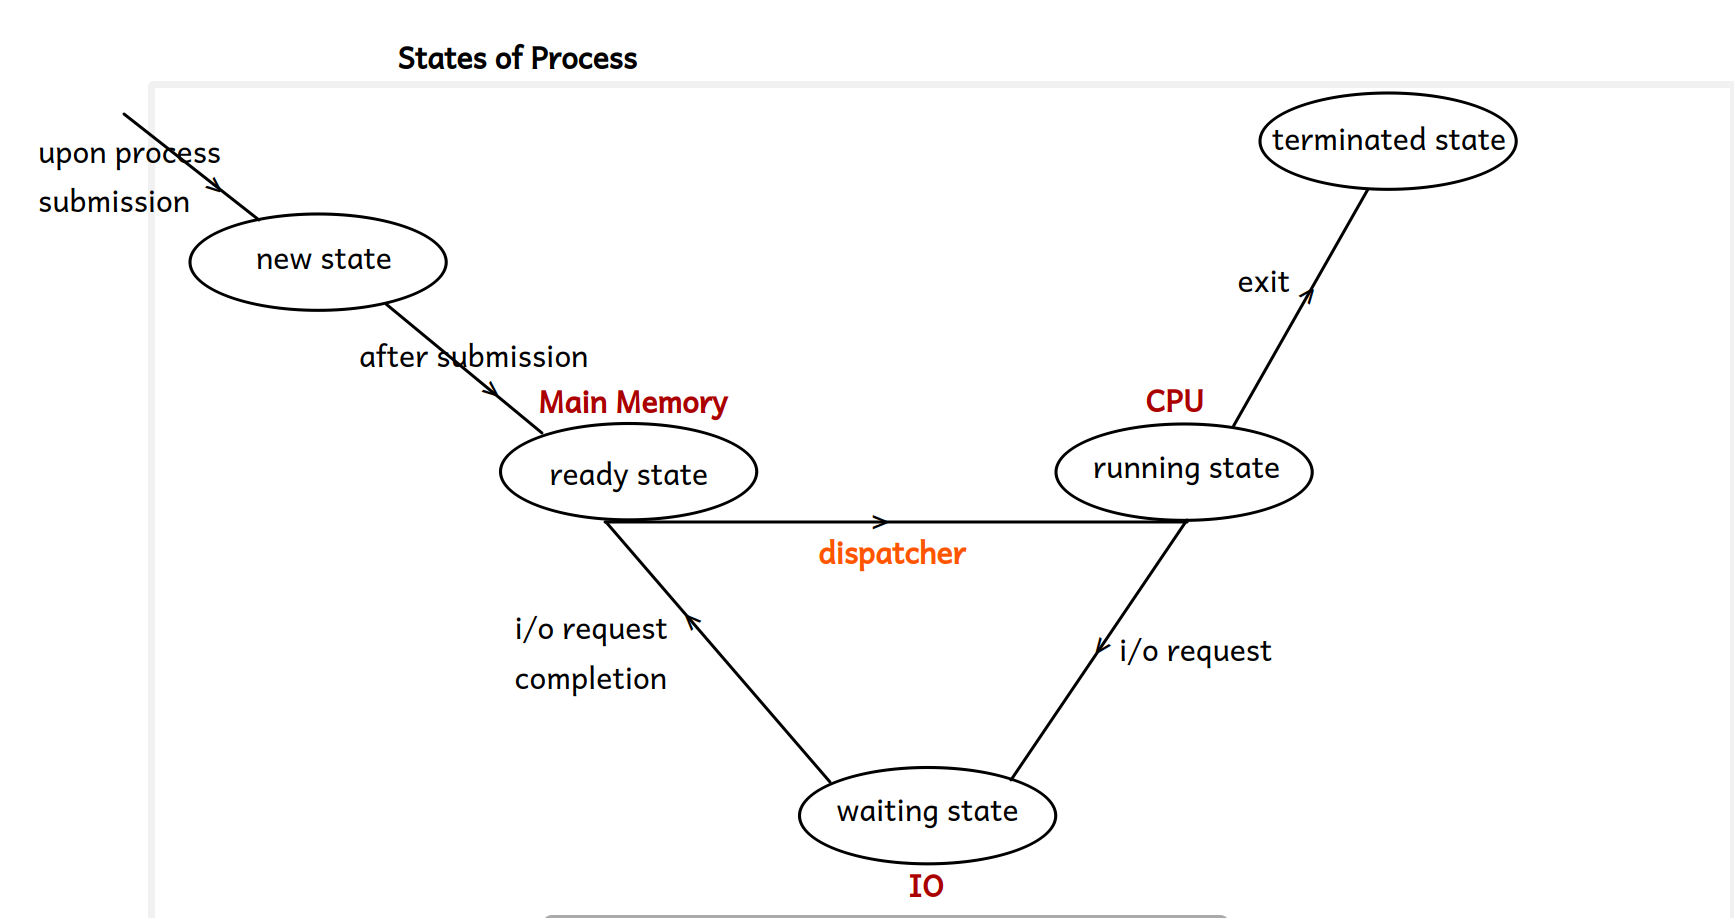 States of Process
upon process
submission
terminated state
new state
exit
after submission
Main Memory
CPU
ready state
running state
dispatcher
i/o request
completion
i/o request
waiting state
IO